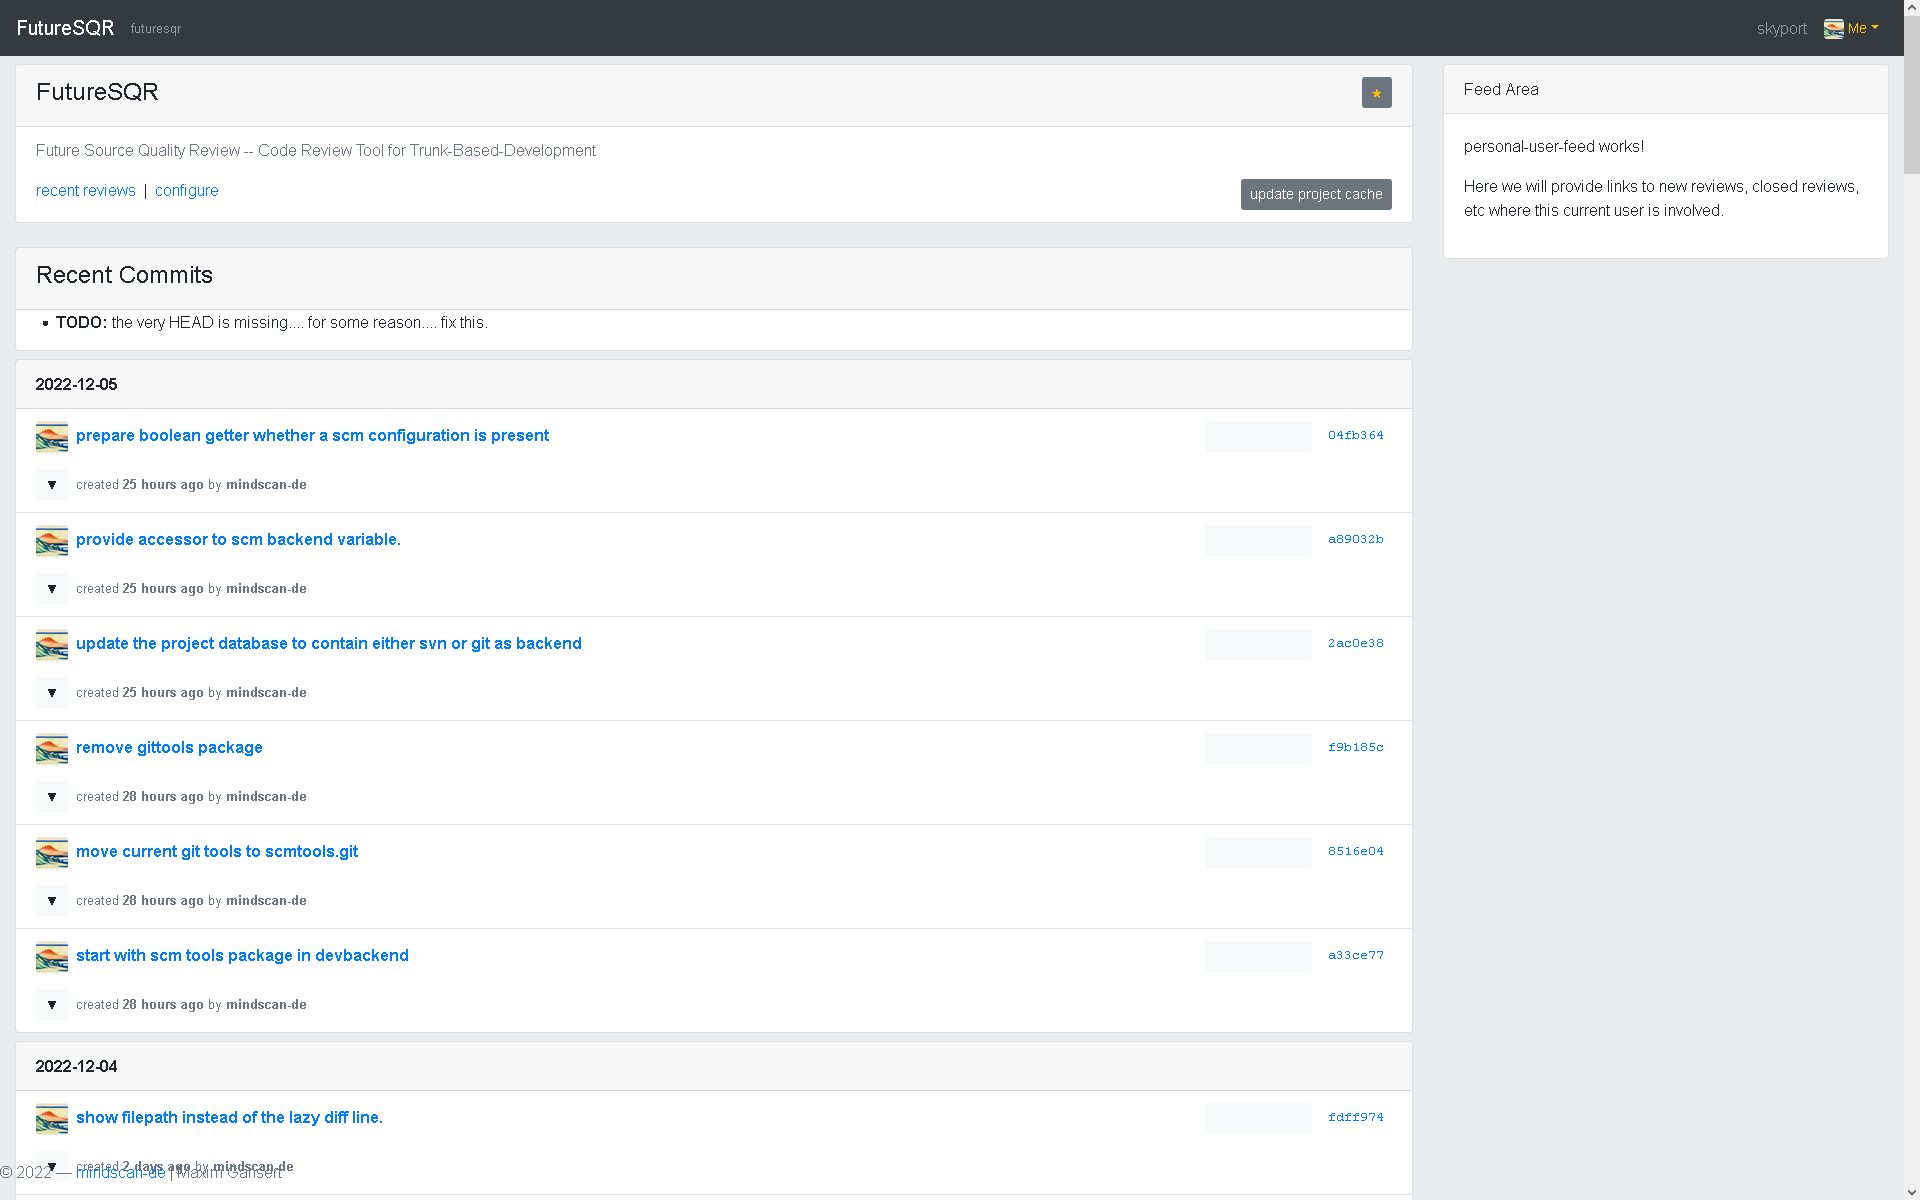 FutureSQR futuresqr skyport Me
FutureSQR
★
Future Source Quality Review -- Code Review Tool for Trunk-Based-Development
recent reviews | configure
update project cache
Feed Area
personal-user-feed works!
Here we will provide links to new reviews, closed reviews,
etc where this current user is involved.
Recent Commits
• TODO: the very HEAD is missing.... for some reason.... fix this.
2022-12-05
prepare boolean getter whether a scm configuration is present 04fb364
▼ created 25 hours ago by mindscan-de
provide accessor to scm backend variable. a89032b
▼ created 25 hours ago by mindscan-de
update the project database to contain either svn or git as backend 2ac0e38
▼ created 25 hours ago by mindscan-de
remove gittools package f9b185c
▼ created 28 hours ago by mindscan-de
move current git tools to scmtools.git 8516e04
▼ created 28 hours ago by mindscan-de
start with scm tools package in devbackend a33ce77
▼ created 28 hours ago by mindscan-de
2022-12-04
show filepath instead of the lazy diff line. fdff974
▼ created 2 days ago by mindscan-de
© 2022 — mindscan-de | Maxim Gansert